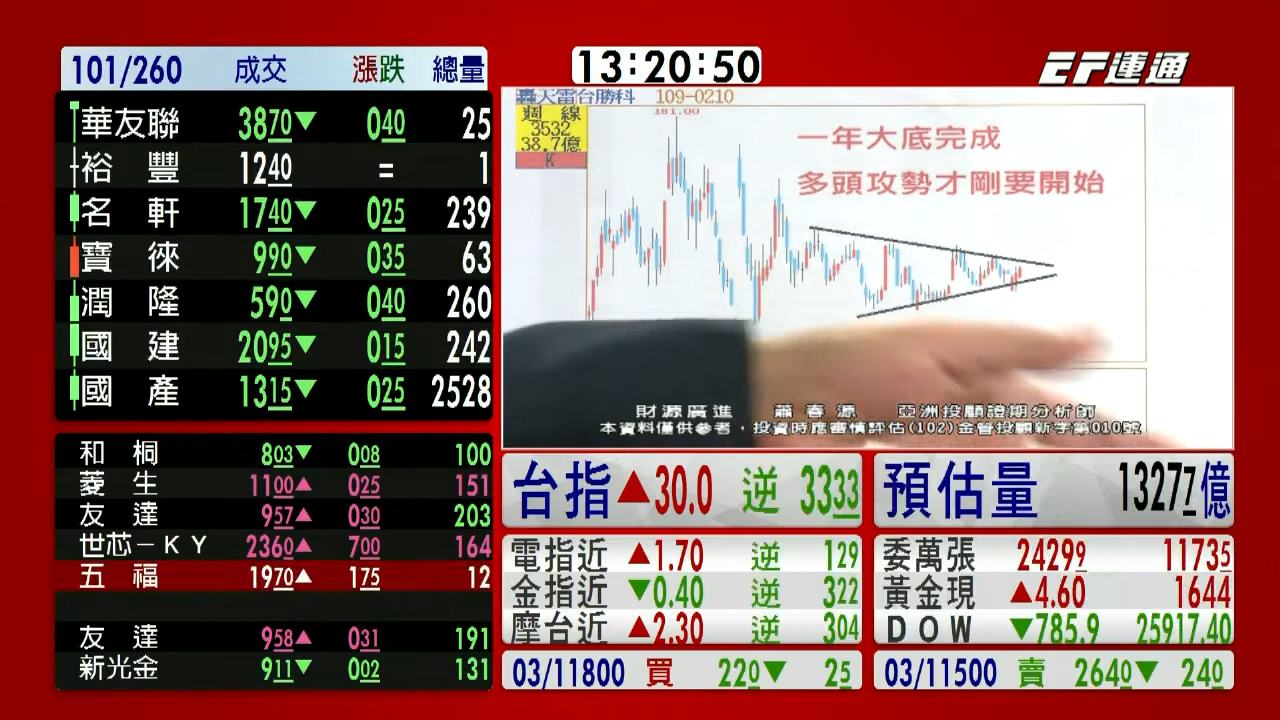 101/260 成交 漲跌 總量
華友聯 3870▼ 040 25
裕豐 1240 = 1
名軒 1740▼ 025 239
寶徠 990▼ 035 63
潤隆 590▼ 040 260
國建 2095▼ 015 242
國產 1315▼ 025 2528
和桐 803▼ 008 100
菱生 1100▲ 025 151
友達 957▲ 030 203
世芯－KY 2360▲ 700 164
五福 1970▲ 175 12
友達 958▲ 031 191
新光金 911▼ 002 131
13:20:50
EF運通
轟天雷台勝科 109-0210
週線
3532
38.7億
K
181.00
一年大底完成
多頭攻勢才剛要開始
財源廣進 蕭春源 亞洲投顧證期分析師
本資料僅供參考，投資時應審慎評估(102)金管投顧新字第010號
台指▲30.0 逆 3333
預估量 13277億
電指近 ▲1.70 逆 129
金指近 ▼0.40 逆 322
摩台近 ▲2.30 逆 304
委萬張 24299 11735
黃金現 ▲4.60 1644
DOW ▼785.9 25917.40
03/11800 買 220▼ 25
03/11500 賣 2640▼ 240